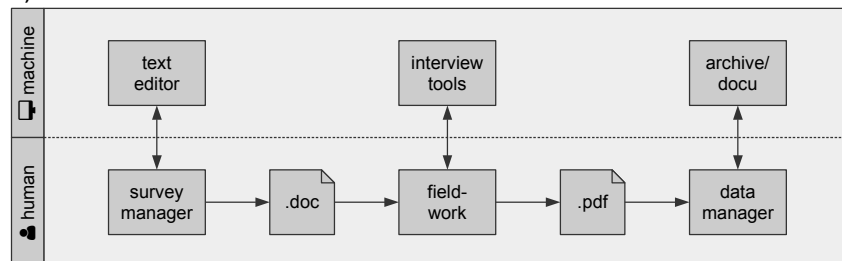 machine
text
editor
interview
tools
archive/
docu
human
survey
manager
.doc
field-
work
.pdf
data
manager